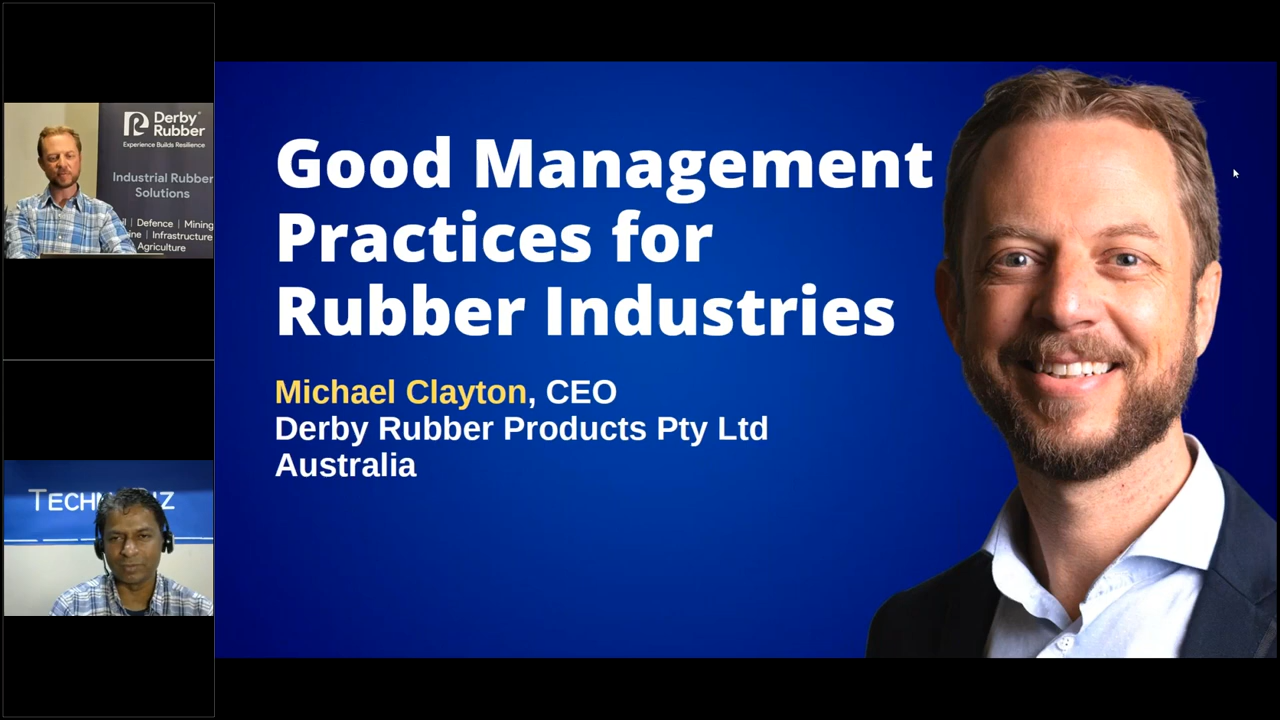 Derby
Rubber
Experience Builds Resilience
Industrial Rubber
Solutions
| Defence | Mining
| Infrastructure
Agriculture
Good Management
Practices for
Rubber Industries
Michael Clayton, CEO
Derby Rubber Products Pty Ltd
Australia